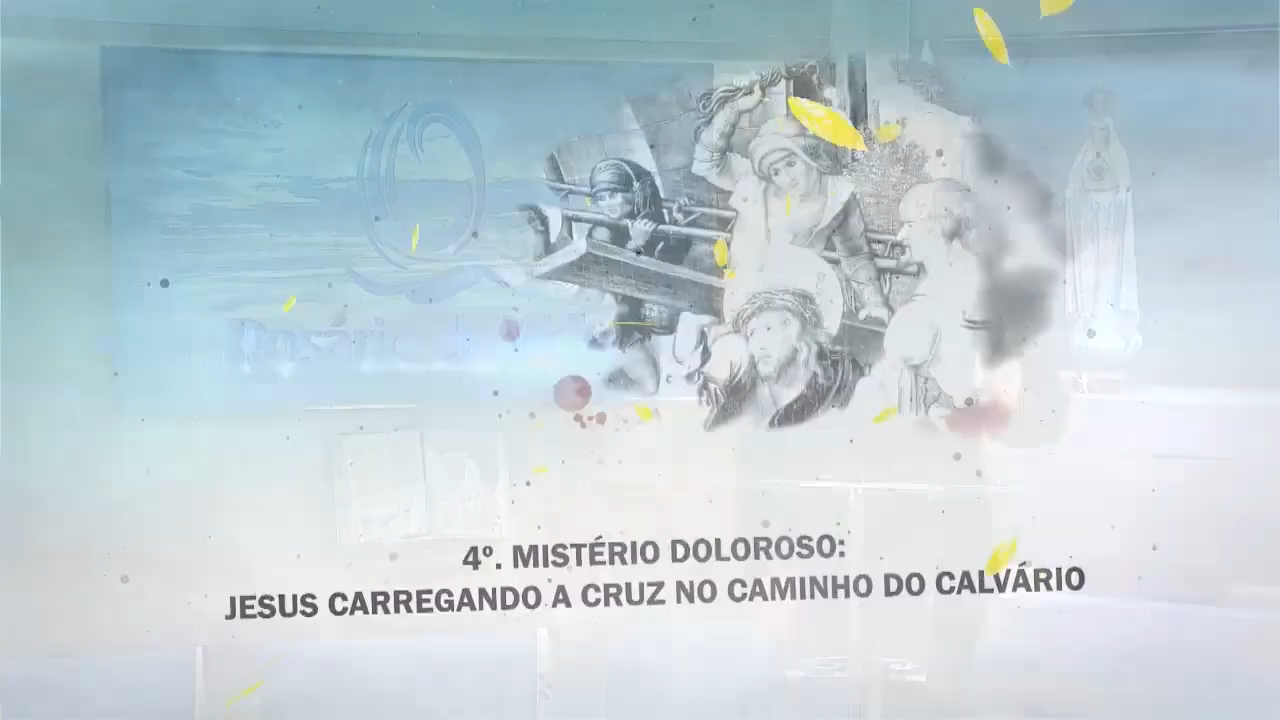 4º. MISTÉRIO DOLOROSO:
JESUS CARREGANDO A CRUZ NO CAMINHO DO CALVÁRIO